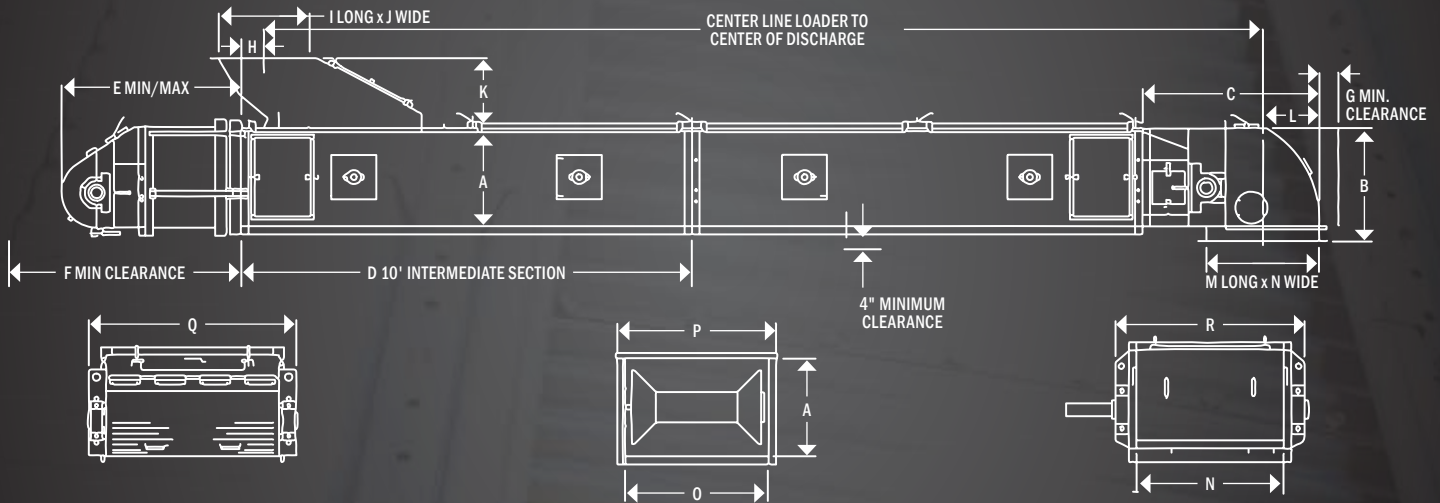 I LONG x J WIDE
CENTER LINE LOADER TO
CENTER OF DISCHARGE
H
E MIN/MAX
K
C
G MIN.
CLEARANCE
L
A
B
F MIN CLEARANCE
D 10' INTERMEDIATE SECTION
M LONG x N WIDE
4" MINIMUM
CLEARANCE
Q
P
R
A
O
N